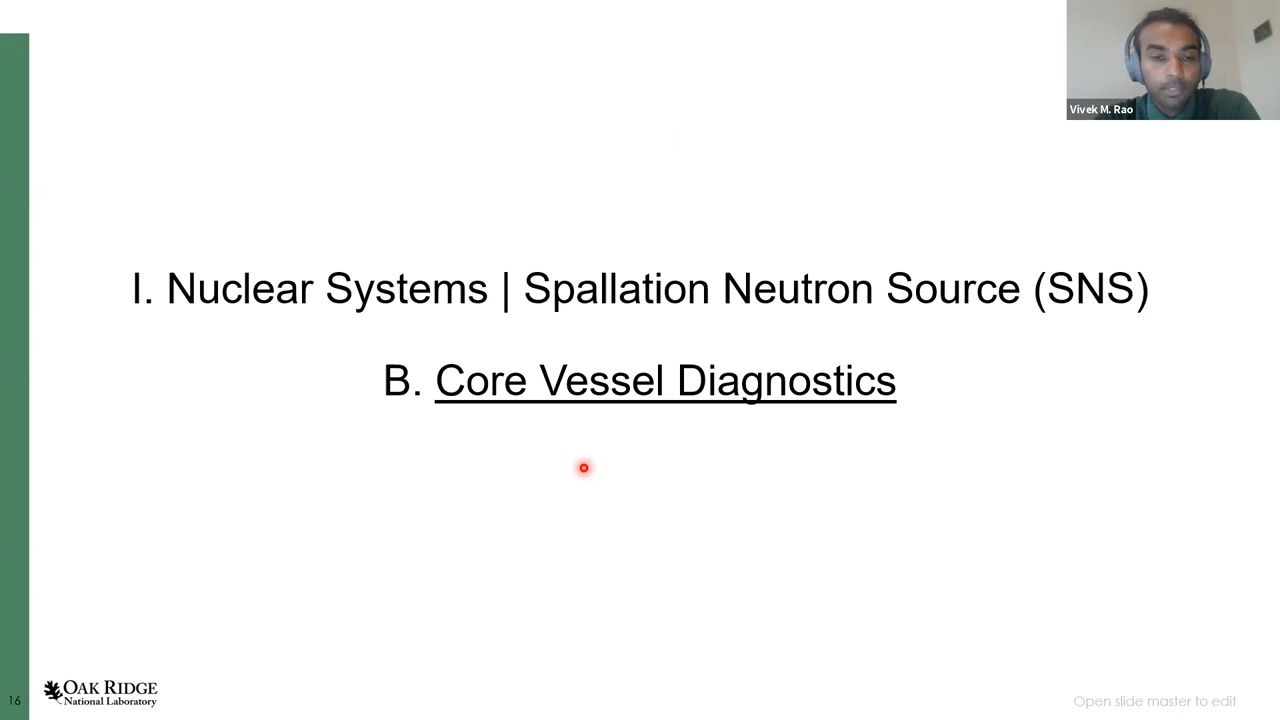 Vivek M. Rao
I. Nuclear Systems | Spallation Neutron Source (SNS)
B. Core Vessel Diagnostics
16
OAK RIDGE
National Laboratory
Open slide master to edit